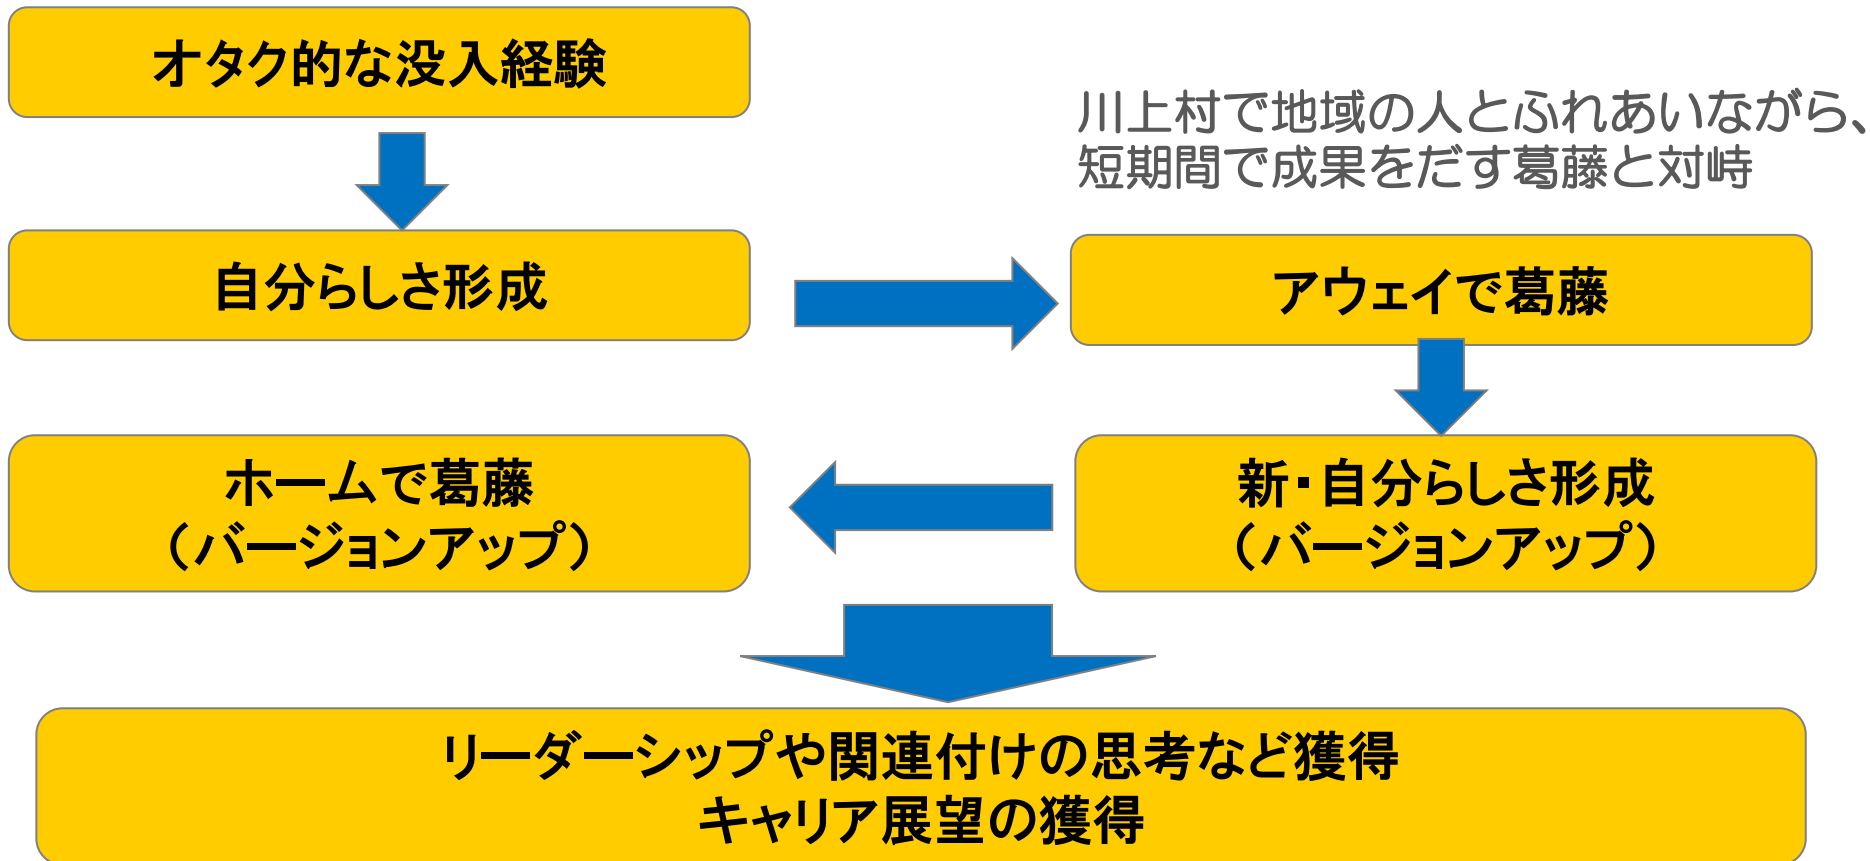 オタク的な没入経験
川上村で地域の人とふれあいながら、
短期間で成果をだす葛藤と対峙
自分らしさ形成
アウェイで葛藤
新・自分らしさ形成
（バージョンアップ）
ホームで葛藤
（バージョンアップ）
リーダーシップや関連付けの思考など獲得
キャリア展望の獲得